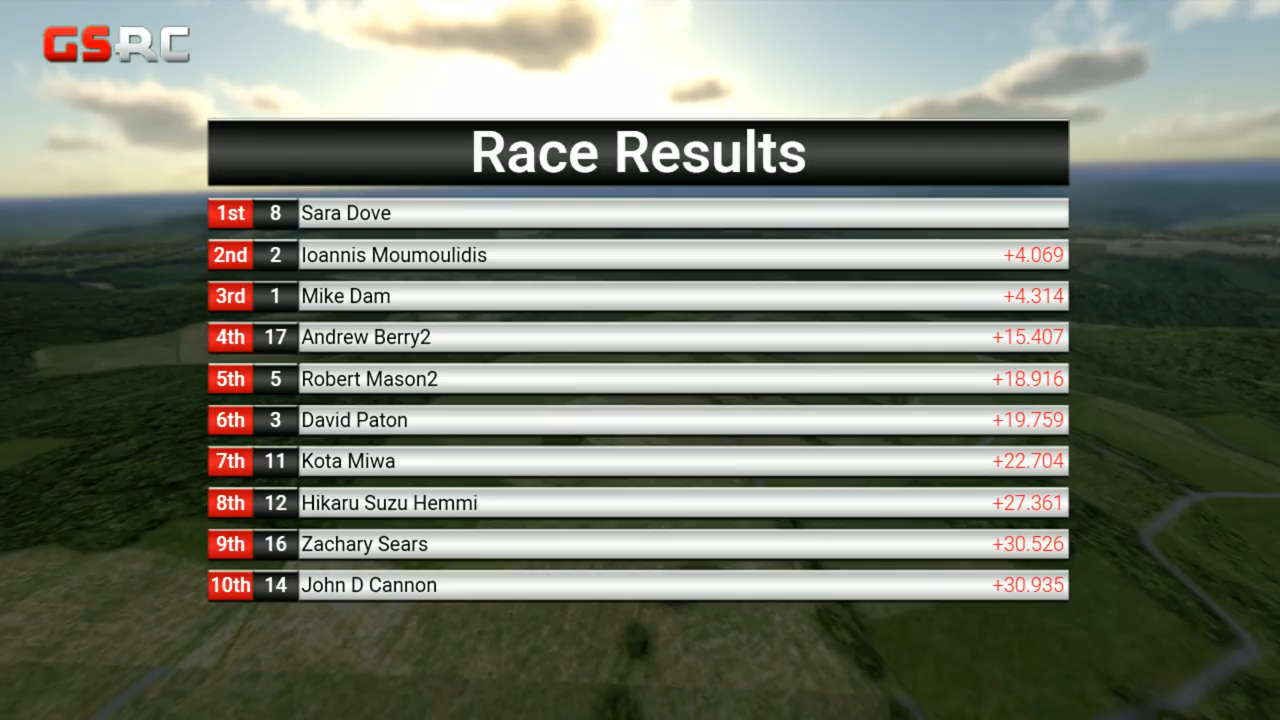 GSRC
Race Results
1st 8 Sara Dove
2nd 2 Ioannis Moumoulidis +4.069
3rd 1 Mike Dam +4.314
4th 17 Andrew Berry2 +15.407
5th 5 Robert Mason2 +18.916
6th 3 David Paton +19.759
7th 11 Kota Miwa +22.704
8th 12 Hikaru Suzu Hemmi +27.361
9th 16 Zachary Sears +30.526
10th 14 John D Cannon +30.935